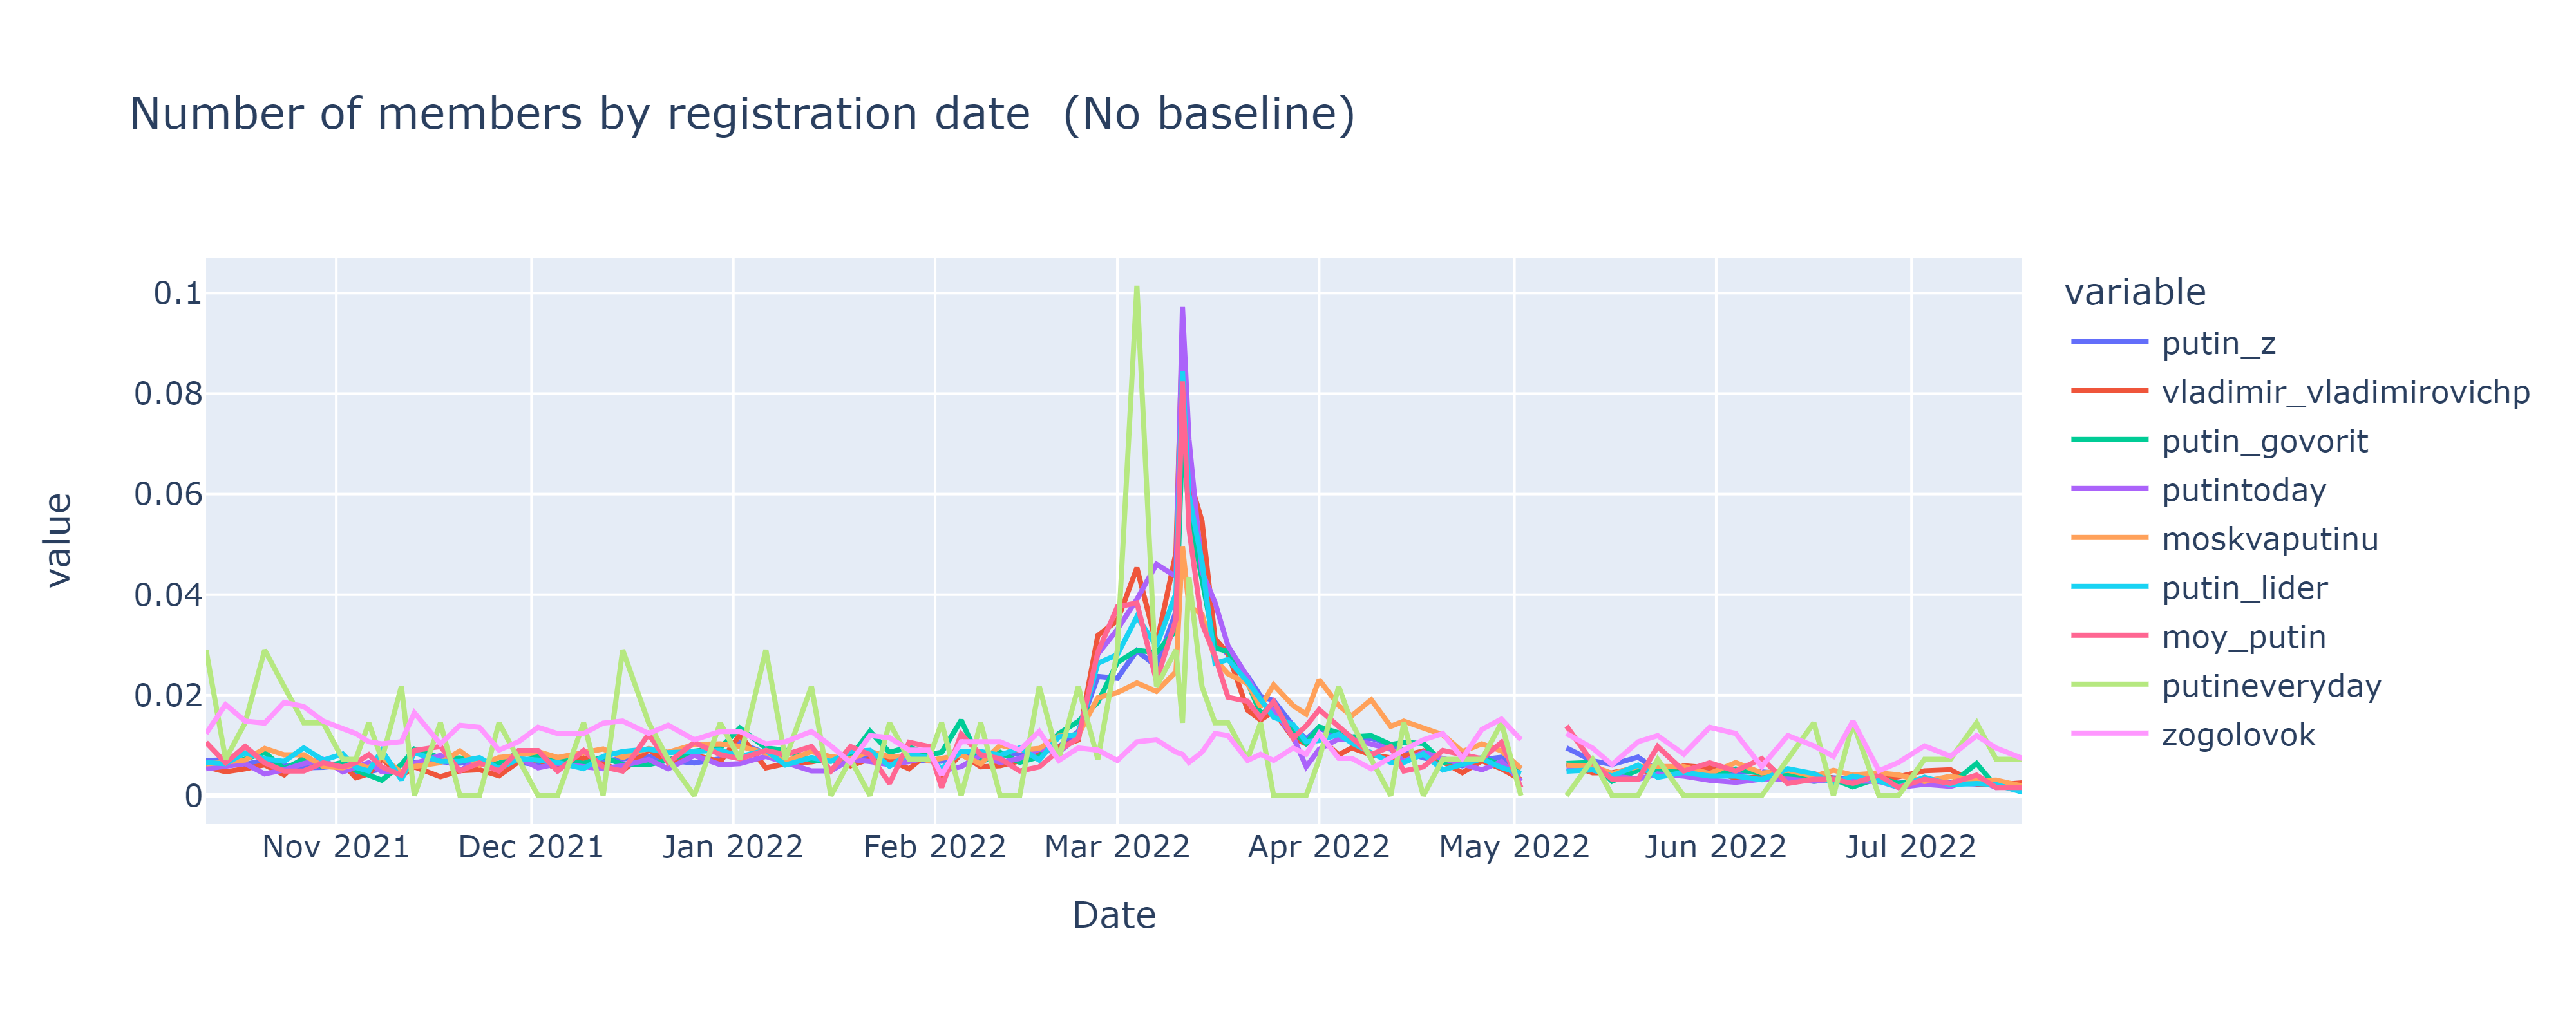 Number of members by registration date  (No baseline)
value
0.1
0.08
0.06
0.04
0.02
0
Nov 2021
Dec 2021
Jan 2022
Feb 2022
Mar 2022
Apr 2022
May 2022
Jun 2022
Jul 2022
Date
variable
putin_z
vladimir_vladimirovichp
putin_govorit
putintoday
moskvaputinu
putin_lider
moy_putin
putineveryday
zogolovok